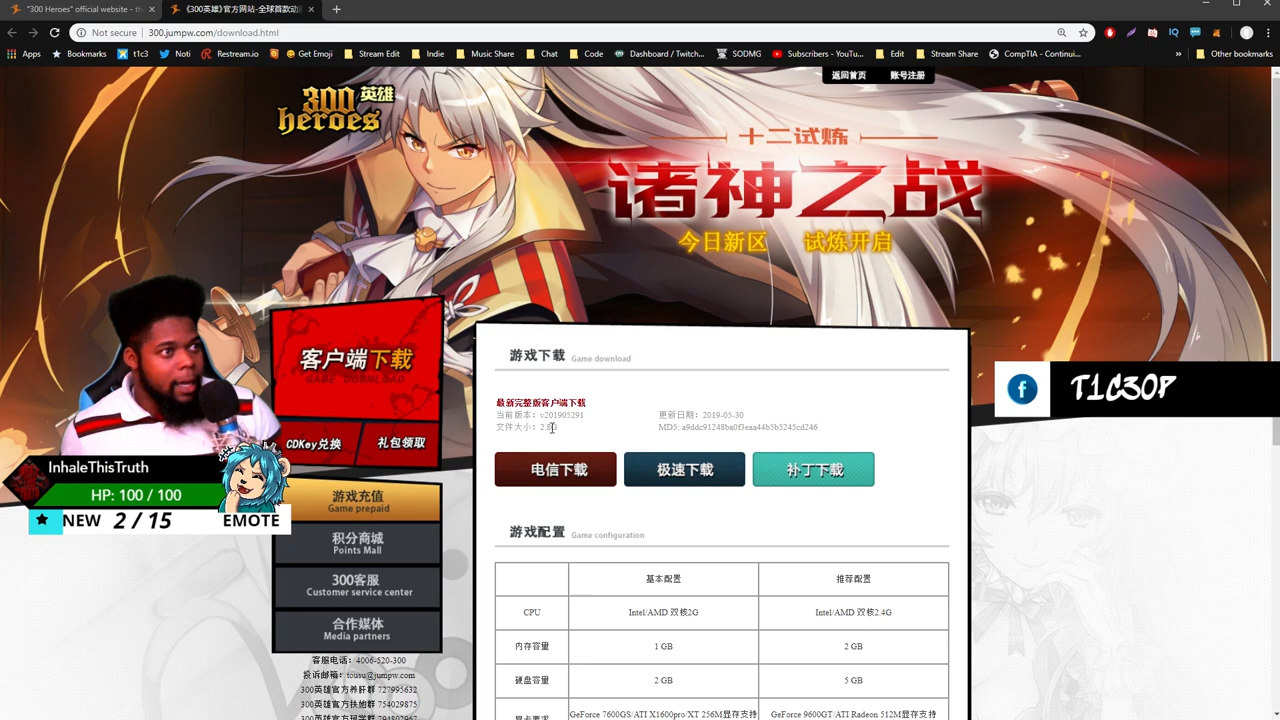 "300 Heroes" official website - th
《300英雄》官方网站-全球首款动漫
Not secure
300.jumpw.com/download.html
Apps
Bookmarks
t1c3
Noti
Restream.io
Get Emoji
Stream Edit
Indie
Music Share
Chat
Code
Dashboard / Twitch...
SODMG
Subscribers - YouTu...
Edit
Stream Share
CompTIA - Continui...
»
Other bookmarks
返回首页 账号注册
300英雄
heroes
十二试炼
诸神之战
今日新区 试炼开启
客户端下载
GAME DOWNLOAD
CDKey兑换 礼包领取
游戏充值
Game prepaid
积分商城
Points Mall
300客服
Customer service center
合作媒体
Media partners
客服电话：4006-520-300
投诉邮箱：tousu@jumpw.com
300英雄官方养肝群 727995632
300英雄官方扶她群 754029875
游戏下载 Game download
最新完整版客户端下载
当前版本：v201905291 更新日期：2019-05-30
文件大小： MD5: a9ddc91248ba0f3eaa44b5b5245cd246
电信下载 极速下载 补丁下载
游戏配置 Game configuration
基本配置 推荐配置
CPU Intel/AMD 双核2G Intel/AMD 双核2.4G
内存容量 1 GB 2 GB
硬盘容量 2 GB 5 GB
显卡要求 GeForce 7600GS/ATI X1600pro/XT 256M显存支持 GeForce 9600GT/ATI Radeon 512M显存支持
InhaleThisTruth
HP: 100 / 100
NEW 2 / 15 EMOTE
f T1C30P